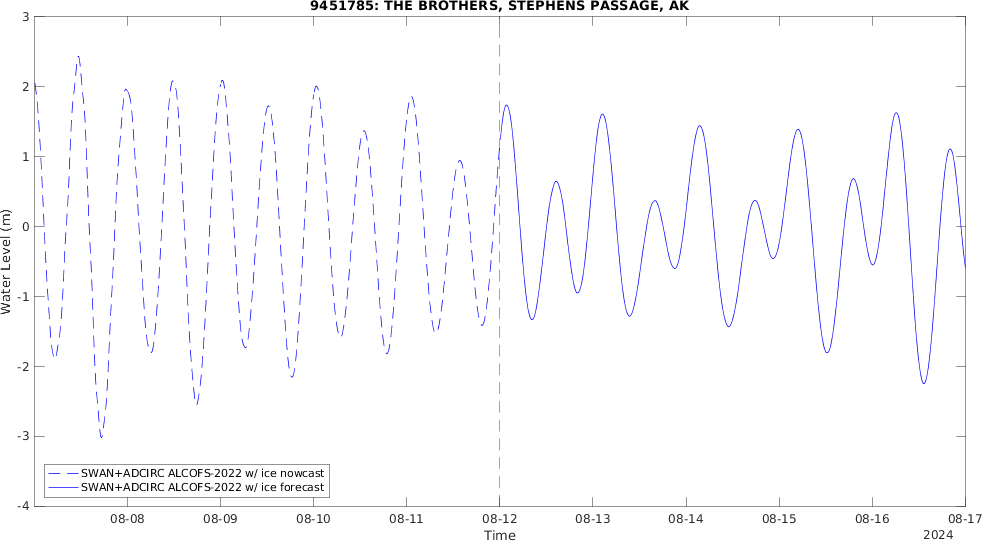 9451785: THE BROTHERS, STEPHENS PASSAGE, AK
3
2
1
0
-1
-2
-3
-4
Water Level (m)
SWAN+ADCIRC ALCOFS-2022 w/ ice nowcast
SWAN+ADCIRC ALCOFS-2022 w/ ice forecast
08-08 08-09 08-10 08-11 08-12 08-13 08-14 08-15 08-16 08-17
Time
2024